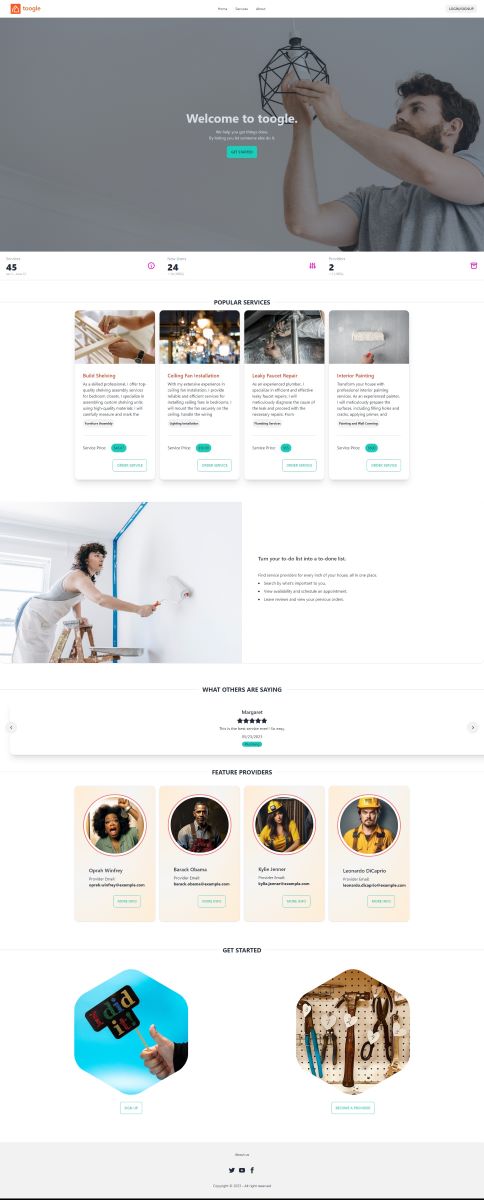 toogle
Home Services About
LOGIN/SIGNUP
Welcome to toogle.
We help you get things done,
By letting you let someone else do it.
GET STARTED
Services
45
New Users
24
Providers
2
POPULAR SERVICES
Build Shelving
As a skilled professional, I offer top-
quality shelving assembly services
for bedroom, closets. I specialize in
assembling custom shelving units
using high-quality materials. I will
carefully measure and mark the
Furniture Assembly
Service Price:
ORDER SERVICE
Ceiling Fan Installation
With my extensive experience in
ceiling fan installation, I provide
reliable and efficient services for
installing ceiling fans in bedrooms. I
will mount the fan securely on the
ceiling, handle the wiring
Lighting Installation
Service Price:
ORDER SERVICE
Leaky Faucet Repair
As an experienced plumber, I
specialize in efficient and effective
leaky faucet repairs. I will
meticulously diagnose the cause of
the leak and proceed with the
necessary repairs. From
Plumbing Services
Service Price:
ORDER SERVICE
Interior Painting
Transform your house with
professional interior painting
services. As an experienced painter,
I will meticulously prepare the
surfaces, including filling holes and
cracks, applying primer, and
Painting and Wall Covering
Service Price:
ORDER SERVICE
Turn your to-do list into a to-done list.
Find service providers for every inch of your house, all in one place.
Search by what's important to you.
View availability and schedule an appointment.
Leave reviews and view your previous orders.
WHAT OTHERS ARE SAYING
Margaret
This is the best service ever! So easy.
05/23/2021
FEATURE PROVIDERS
Oprah Winfrey
Provider Email:
oprah.winfrey@example.com
MORE INFO
Barack Obama
Provider Email:
barack.obama@example.com
MORE INFO
Kylie Jenner
Provider Email:
kylie.jenner@example.com
MORE INFO
Leonardo DiCaprio
Provider Email:
leonardo.dicaprio@example.com
MORE INFO
GET STARTED
I did it!
SIGN UP
BECOME A PROVIDER
About us
Copyright © 2023 - All right reserved